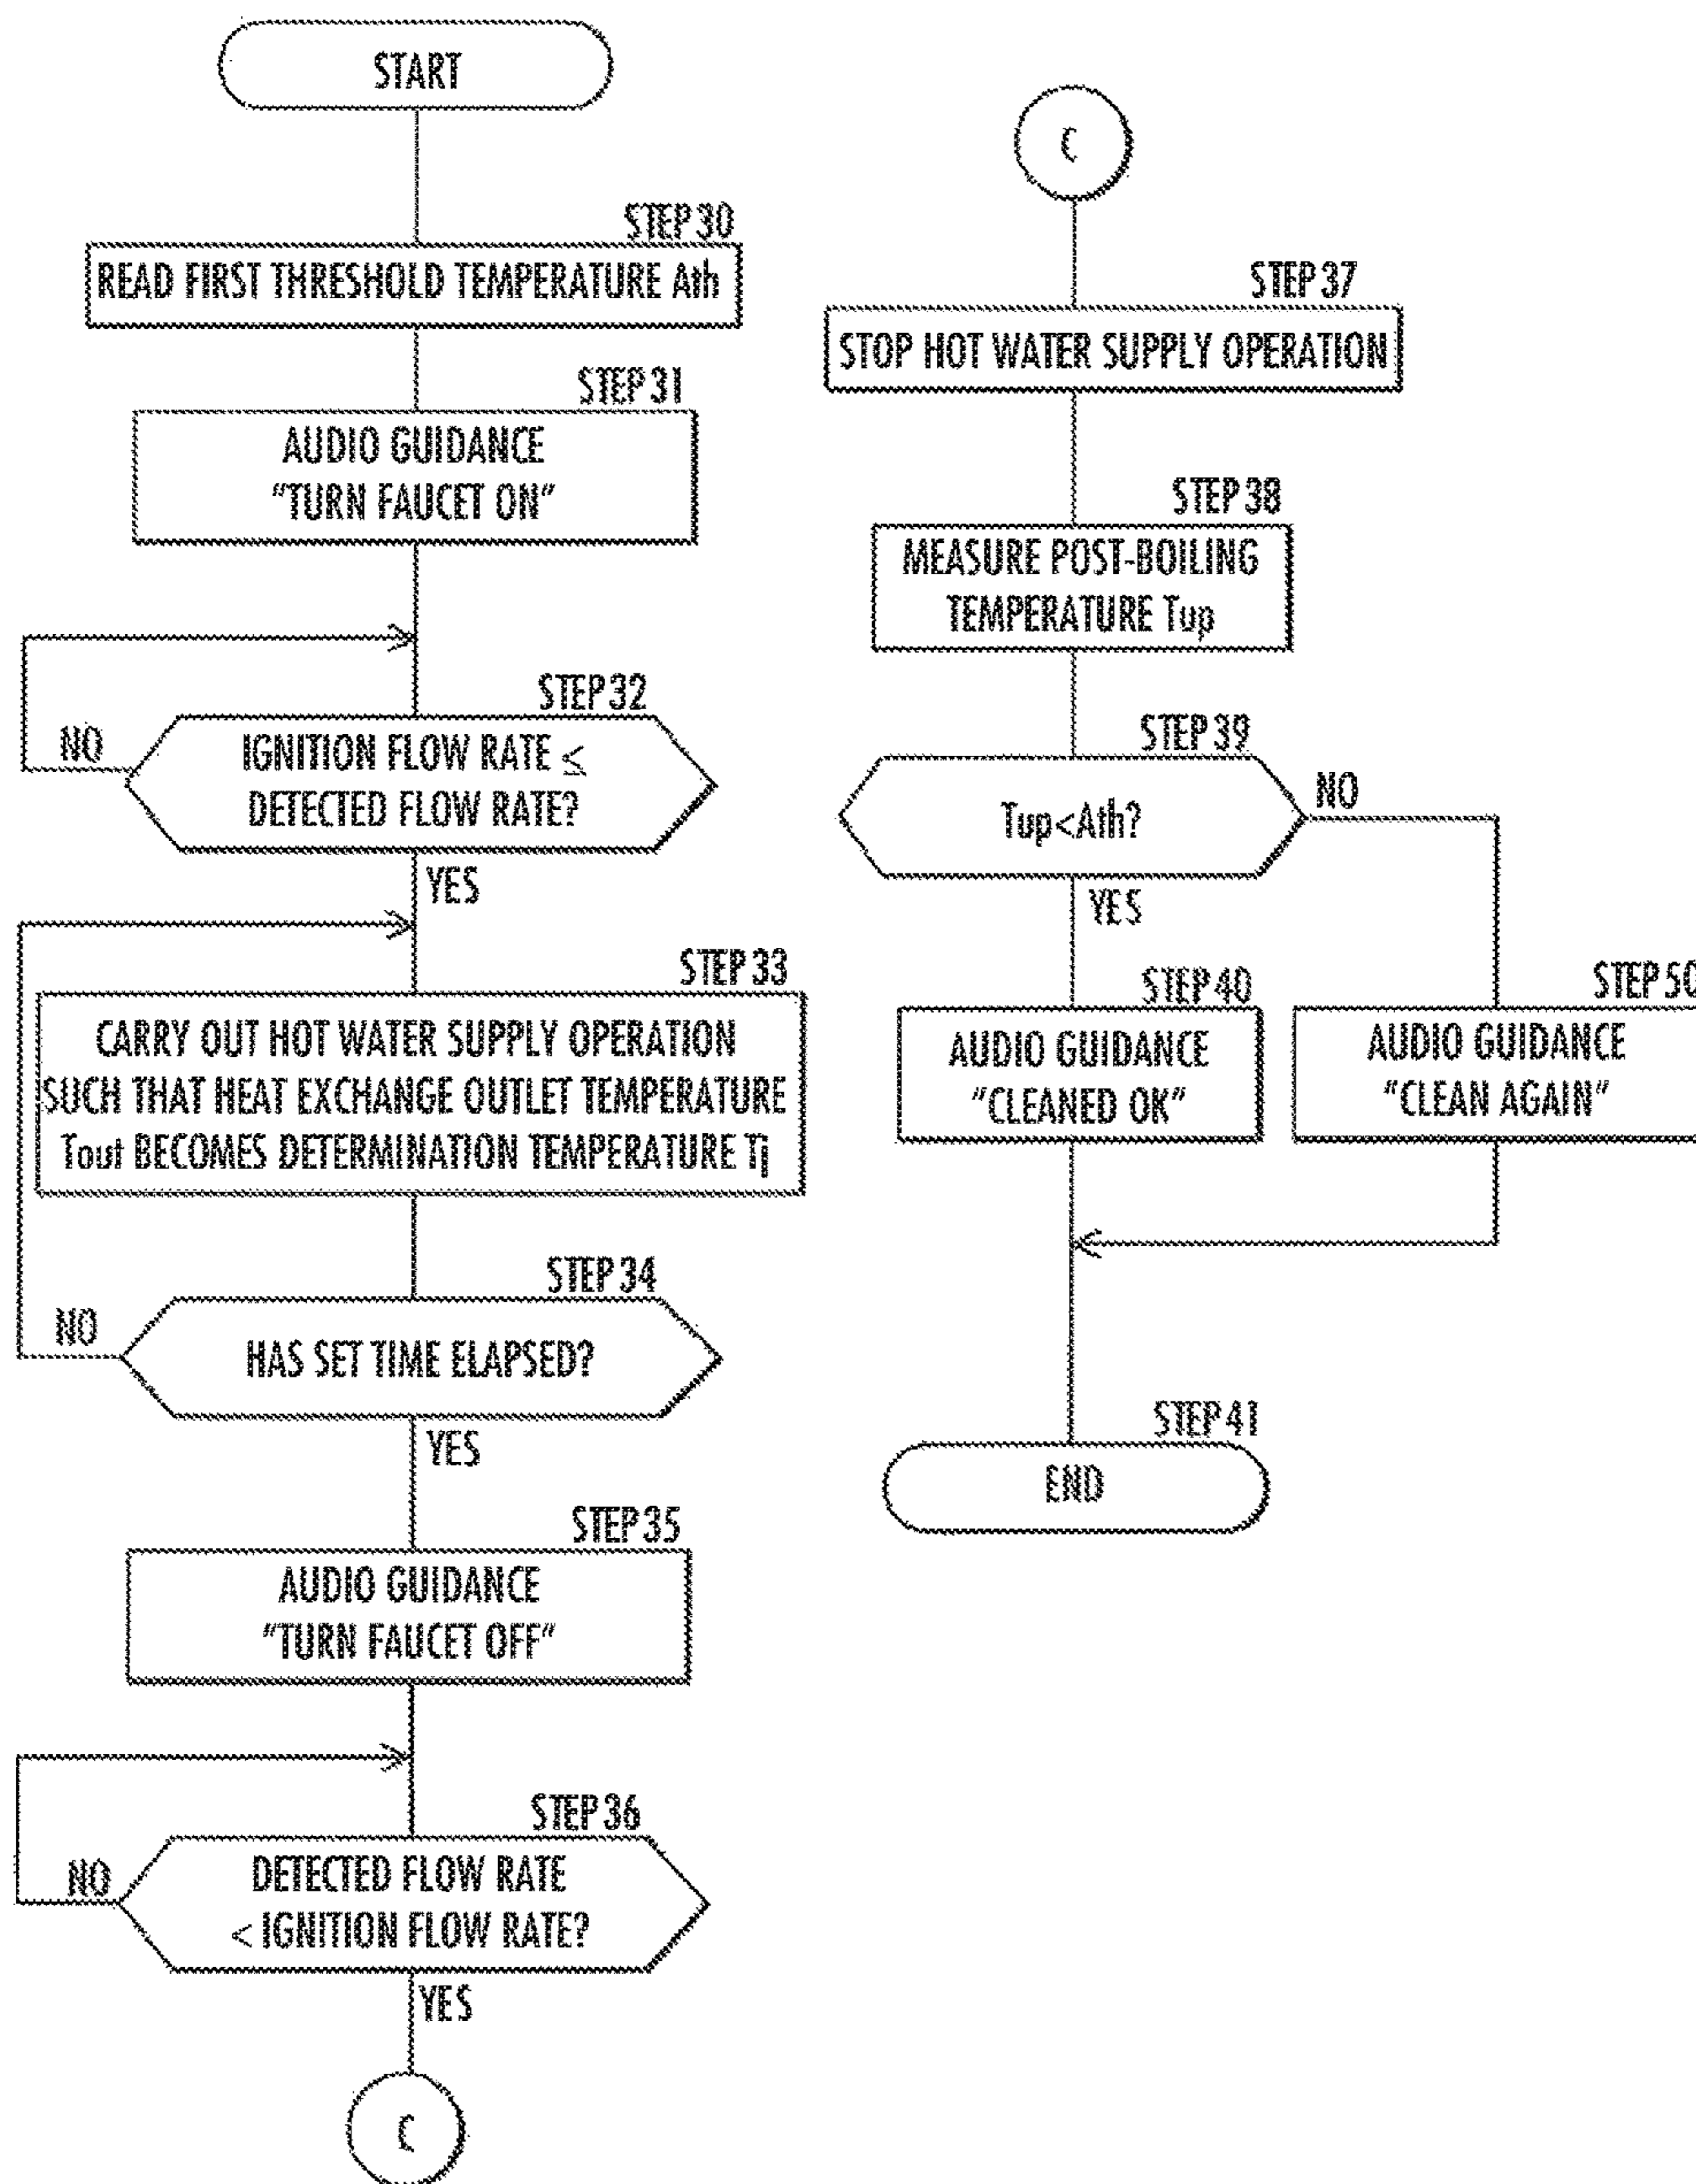 START
STEP 30
READ FIRST THRESHOLD TEMPERATURE Ath
STEP 31
AUDIO GUIDANCE
"TURN FAUCET ON"
STEP 32
IGNITION FLOW RATE ≤
DETECTED FLOW RATE?
NO
YES
STEP 33
CARRY OUT HOT WATER SUPPLY OPERATION
SUCH THAT HEAT EXCHANGE OUTLET TEMPERATURE
Tout BECOMES DETERMINATION TEMPERATURE Tj
STEP 34
HAS SET TIME ELAPSED?
NO
YES
STEP 35
AUDIO GUIDANCE
"TURN FAUCET OFF"
STEP 36
DETECTED FLOW RATE
< IGNITION FLOW RATE?
NO
YES
C
C
STEP 37
STOP HOT WATER SUPPLY OPERATION
STEP 38
MEASURE POST-BOILING
TEMPERATURE Tup
STEP 39
Tup<Ath?
NO
YES
STEP 40
AUDIO GUIDANCE
"CLEANED OK"
STEP 50
AUDIO GUIDANCE
"CLEAN AGAIN"
STEP 41
END